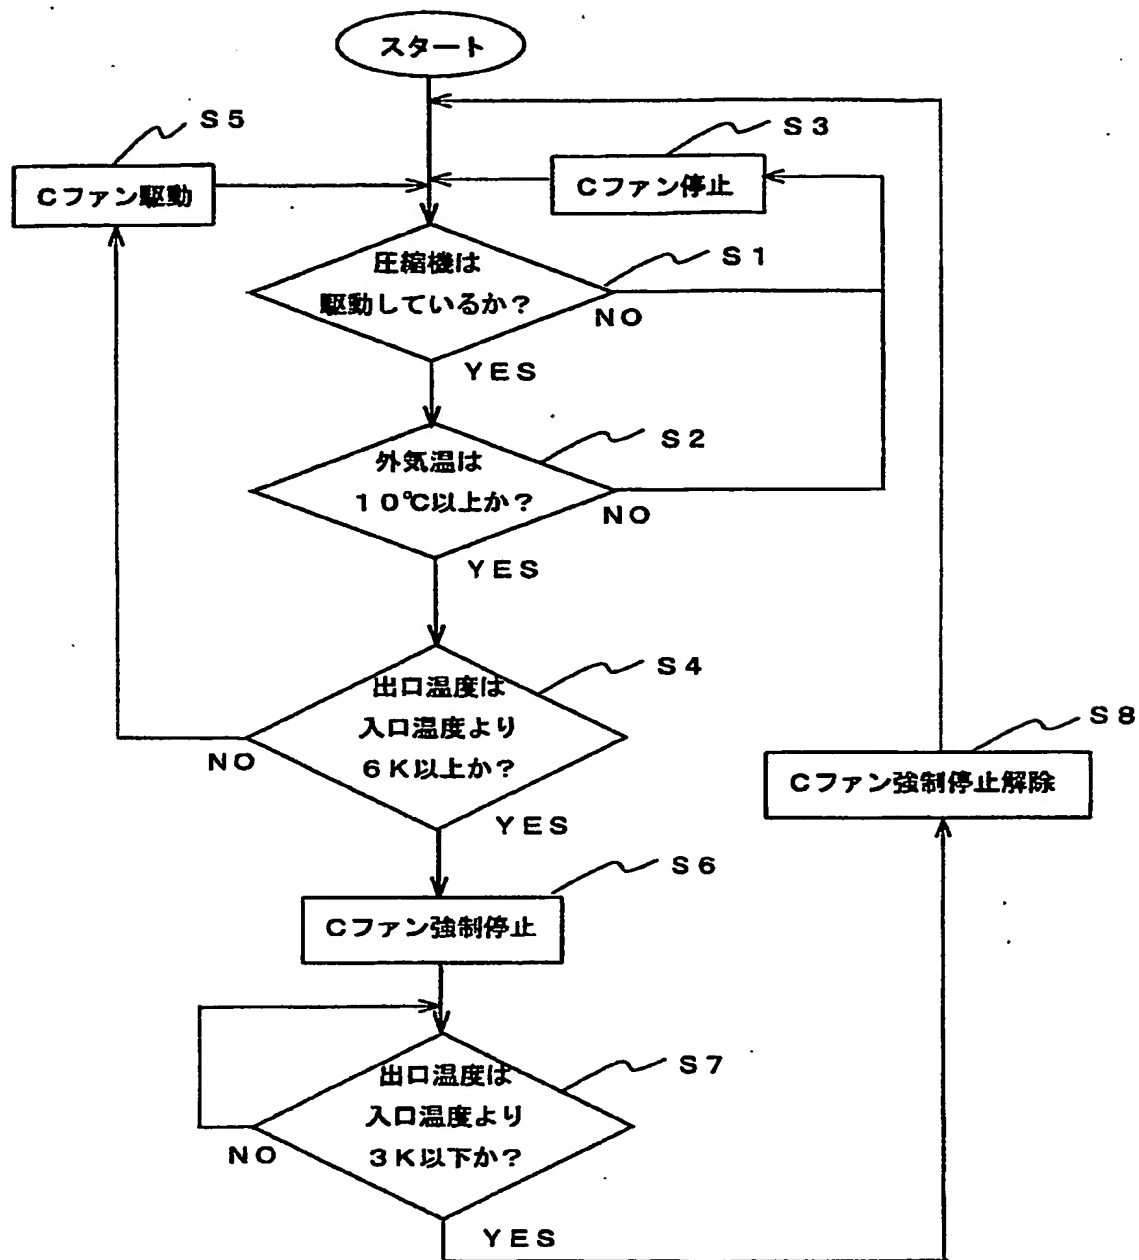 スタート
S5
Cファン駆動
S3
Cファン停止
S1
圧縮機は
駆動しているか？
NO
YES
S2
外気温は
10℃以上か？
NO
YES
S4
出口温度は
入口温度より
6K以上か？
NO
YES
S8
Cファン強制停止解除
S6
Cファン強制停止
S7
出口温度は
入口温度より
3K以下か？
NO
YES